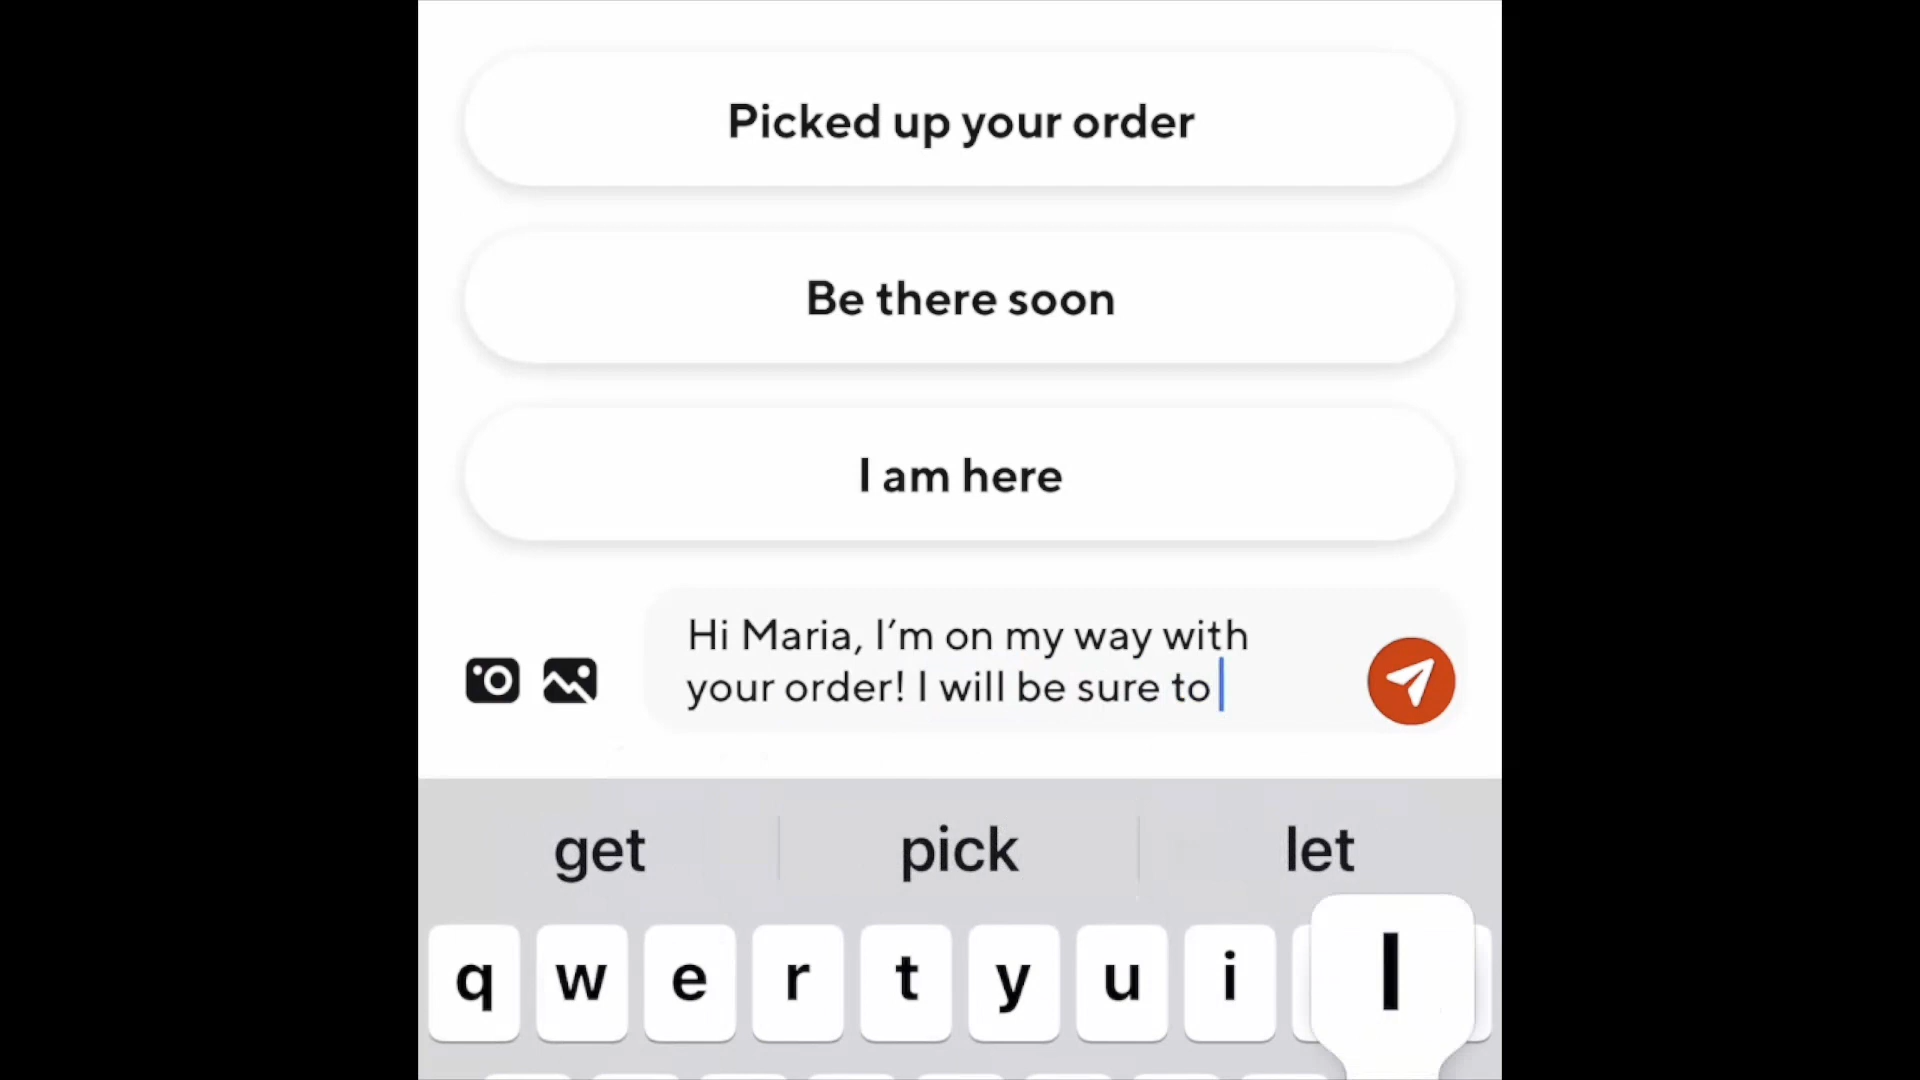 Picked up your order
Be there soon
I am here
Hi Maria, I’m on my way with
your order! I will be sure to
get pick let
q w e r t y u i l